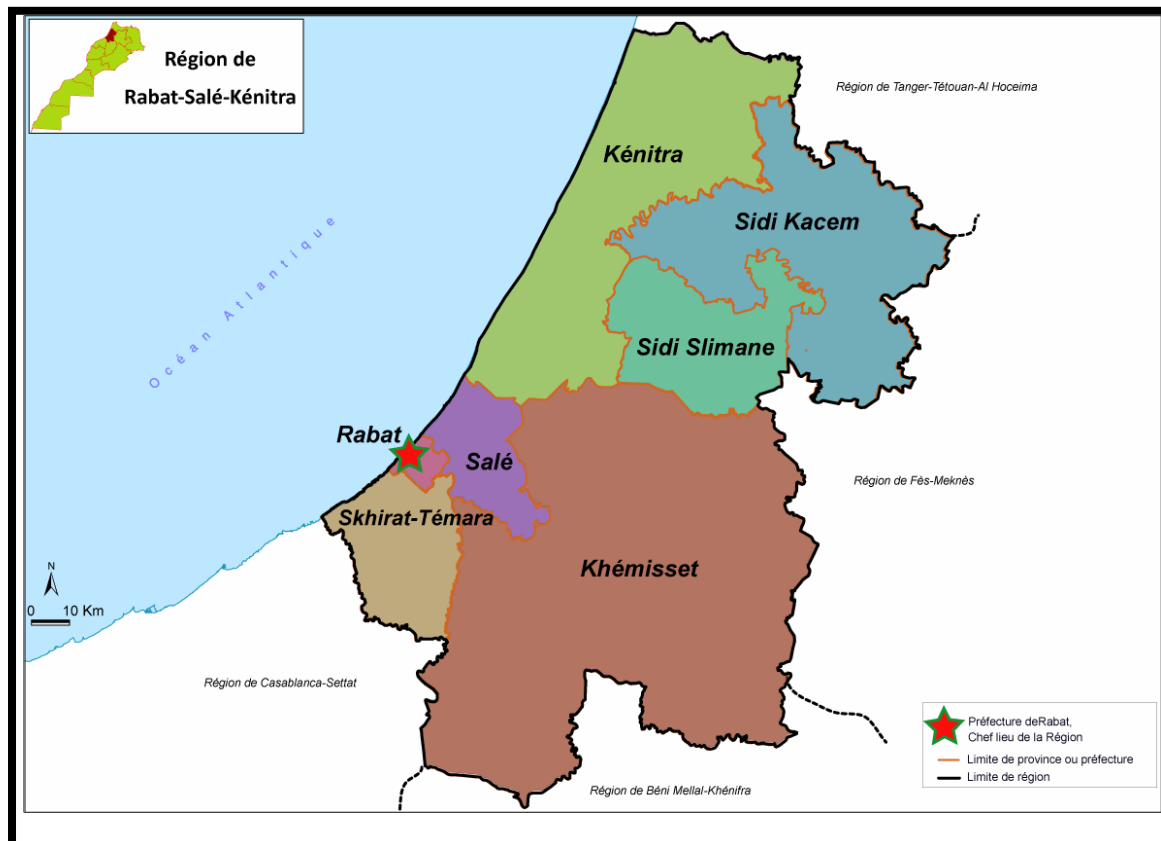 Région de
Rabat-Salé-Kénitra
Région de Tanger-Tétouan-Al Hoceima
Kénitra
Sidi Kacem
Océan Atlantique
Sidi Slimane
Rabat
Salé
Région de Fès-Meknès
Skhirat-Témara
Khémisset
N
0 10 Km
Région de Casablanca-Settat
Région de Béni Mellal-Khénifra
Préfecture deRabat,
Chef lieu de la Région
Limite de province ou préfecture
Limite de région